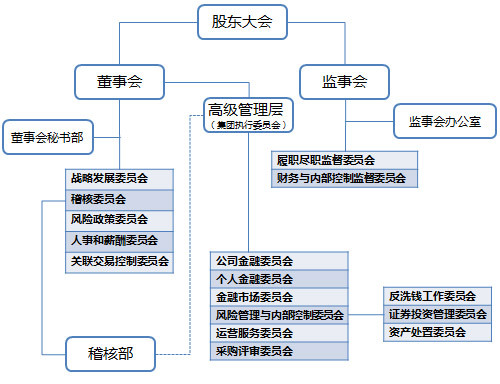 股东大会
董事会
监事会
高级管理层
（集团执行委员会）
监事会办公室
董事会秘书部
履职尽职监督委员会
财务与内部控制监督委员会
战略发展委员会
稽核委员会
风险政策委员会
人事和薪酬委员会
关联交易控制委员会
公司金融委员会
个人金融委员会
金融市场委员会
风险管理与内部控制委员会
运营服务委员会
采购评审委员会
反洗钱工作委员会
证券投资管理委员会
资产处置委员会
稽核部